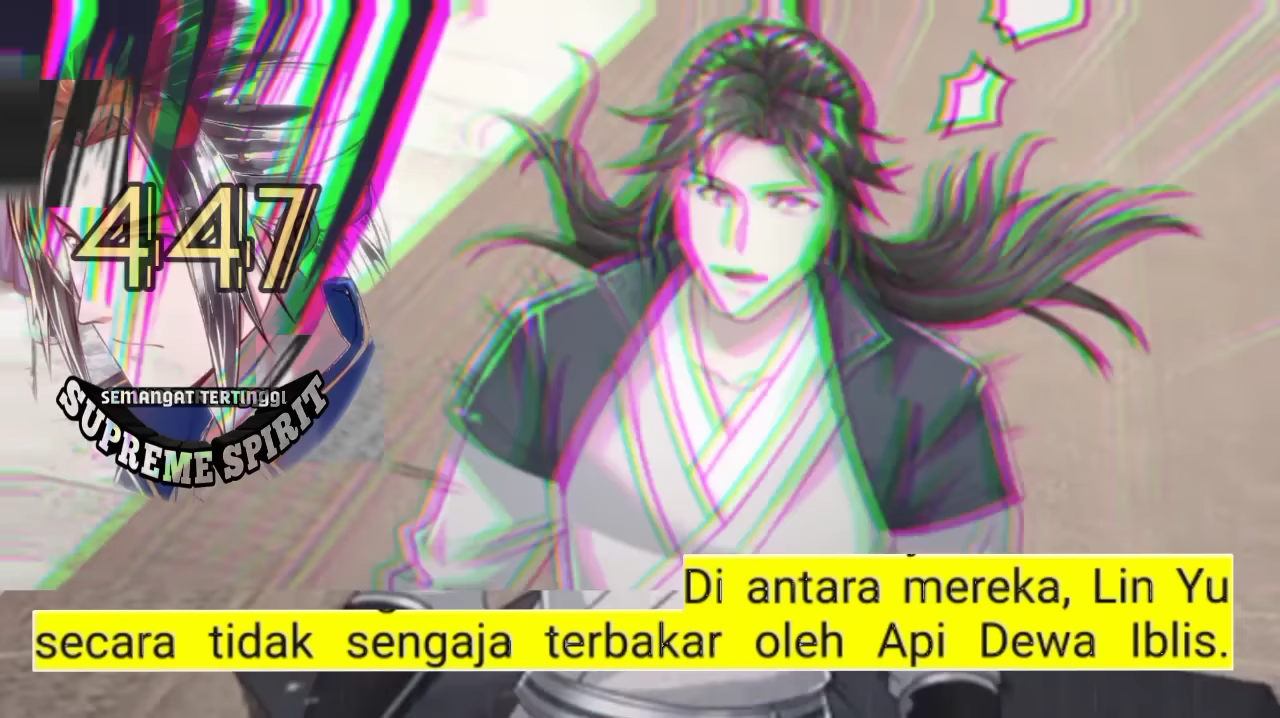 447
SEMANGAT TERTINGGI
SUPREME SPIRIT
Di antara mereka, Lin Yu
secara tidak sengaja terbakar oleh Api Dewa Iblis.